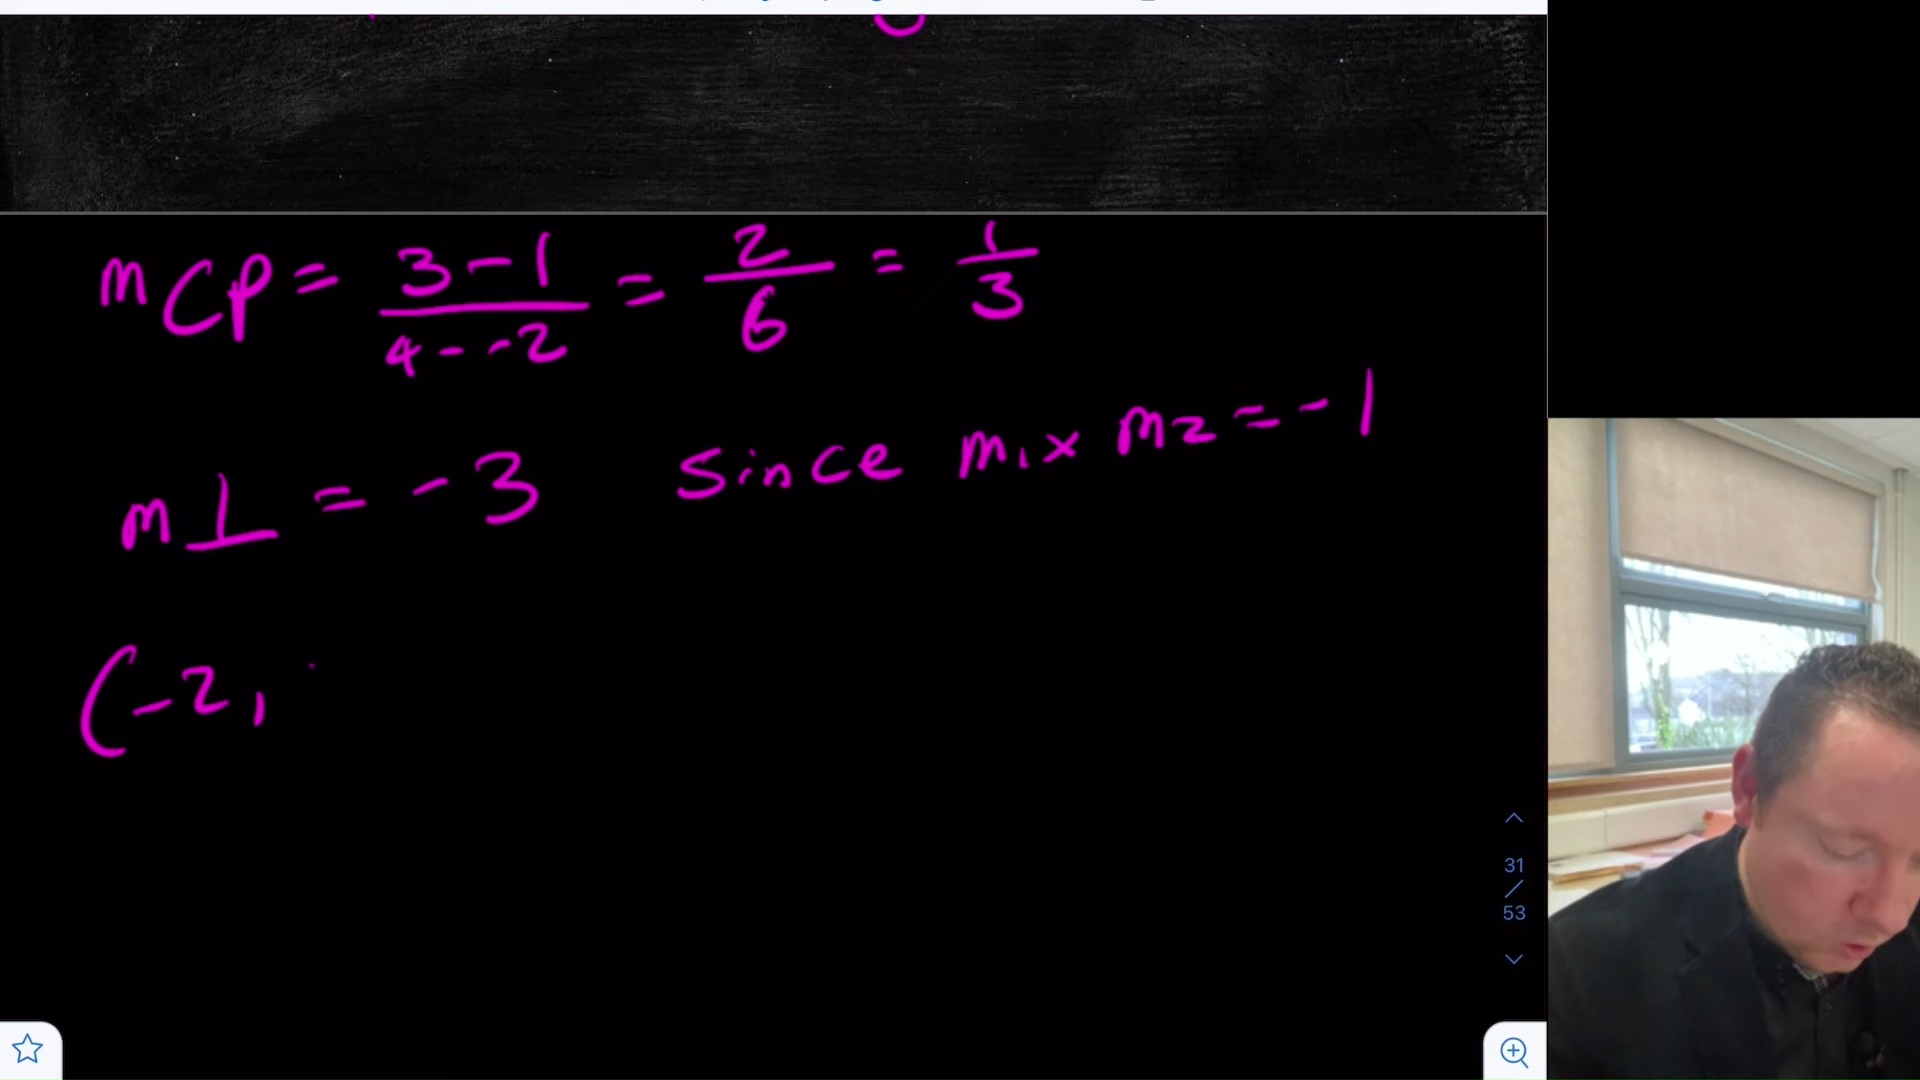 mCP = 3-1/4--2 = 2/6 = 1/3
m⊥ = -3 since m₁ x m₂ = -1
(-2,
31
/
53